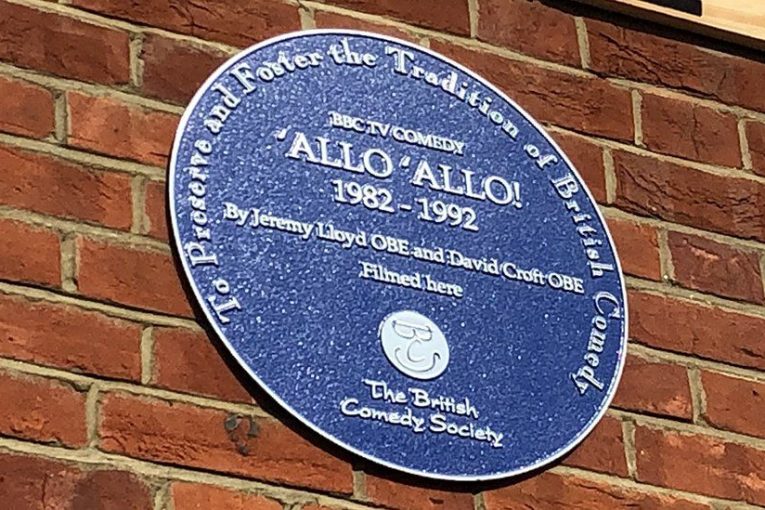 To Preserve and Foster the Tradition of British Comedy
BBC TV COMEDY
‘ALLO ‘ALLO!
1982 - 1992
By Jeremy Lloyd OBE and David Croft OBE
Filmed here
The British
Comedy Society